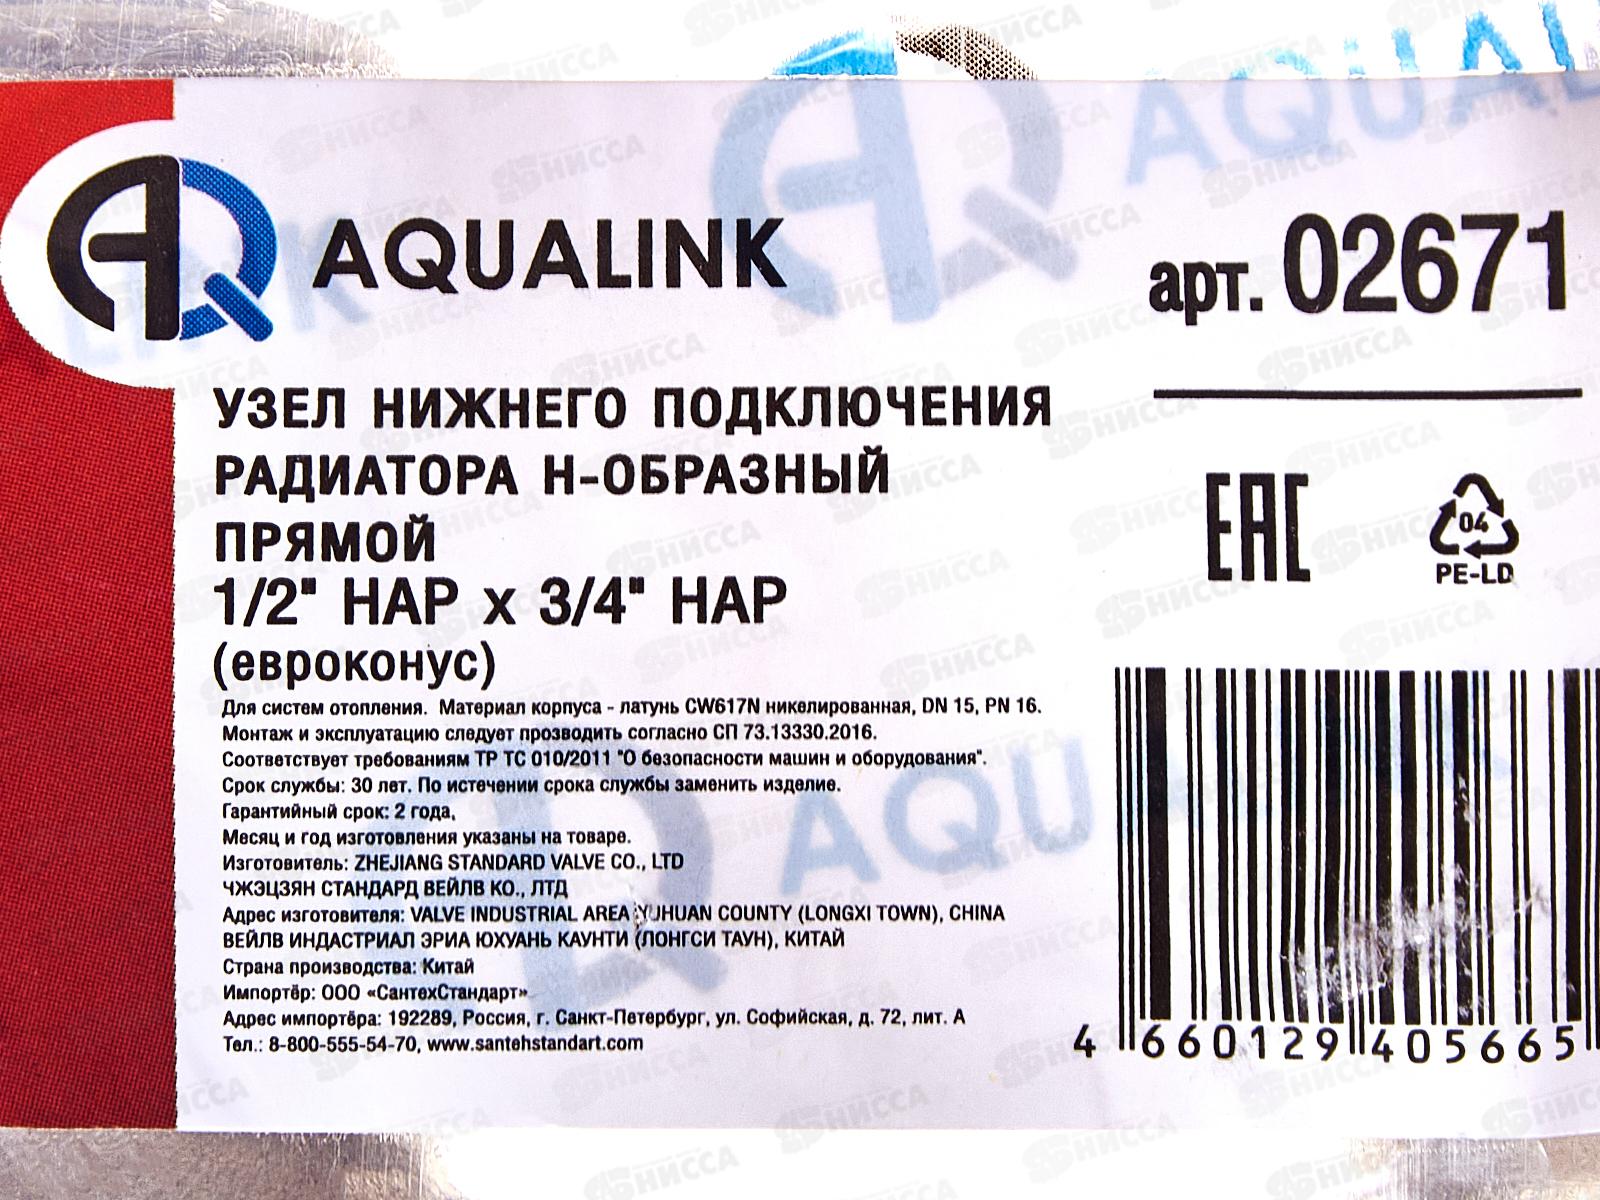 AQUALINK
арт. 02671
УЗЕЛ НИЖНЕГО ПОДКЛЮЧЕНИЯ
РАДИАТОРА Н-ОБРАЗНЫЙ
ПРЯМОЙ
1/2" НАР x 3/4" НАР
(евроконус)
EAC
04
PE-LD
Для систем отопления. Материал корпуса - латунь CW617N никелированная, DN 15, PN 16.
Монтаж и эксплуатацию следует прозводить согласно СП 73.13330.2016.
Соответствует требованиям ТР ТС 010/2011 "О безопасности машин и оборудования".
Срок службы: 30 лет. По истечении срока службы заменить изделие.
Гарантийный срок: 2 года,
Месяц и год изготовления указаны на товаре.
Изготовитель: ZHEJIANG STANDARD VALVE CO., LTD
ЧЖЭЦЗЯН СТАНДАРД ВЕЙЛВ КО., ЛТД
Адрес изготовителя: VALVE INDUSTRIAL AREA YUHUAN COUNTY (LONGXI TOWN), CHINA
ВЕЙЛВ ИНДАСТРИАЛ ЭРИА ЮХУАНЬ КАУНТИ (ЛОНГСИ ТАУН), КИТАЙ
Страна производства: Китай
Импортёр: ООО «СантехСтандарт»
Адрес импортёра: 192289, Россия, г. Санкт-Петербург, ул. Софийская, д. 72, лит. А
Тел.: 8-800-555-54-70, www.santehstandart.com
4 660129 405665